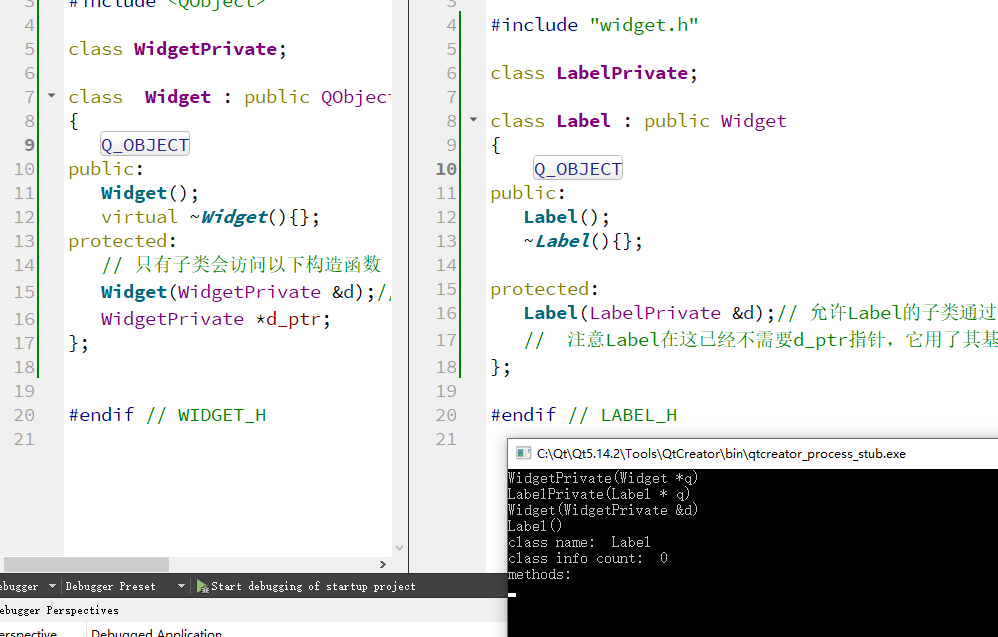 3
#include <QObject>
4
5
class WidgetPrivate;
6
7
class  Widget : public QObjec
8
{
9
Q_OBJECT
10
public:
11
Widget();
12
virtual ~Widget(){};
13
protected:
14
// 只有子类会访问以下构造函数
15
Widget(WidgetPrivate &d);//
16
WidgetPrivate *d_ptr;
17
};
18
19
20
#endif // WIDGET_H
21
3
4
#include "widget.h"
5
6
class LabelPrivate;
7
8
class Label : public Widget
9
{
10
Q_OBJECT
11
public:
12
Label();
13
~Label(){};
14
15
protected:
16
Label(LabelPrivate &d);// 允许Label的子类通过
17
//  注意Label在这已经不需要d_ptr指针，它用了其基
18
};
19
20
#endif // LABEL_H
21
C:\Qt\Qt5.14.2\Tools\QtCreator\bin\qtcreator_process_stub.exe
WidgetPrivate(Widget *q)
LabelPrivate(Label * q)
Widget(WidgetPrivate &d)
Label()
class name:  Label
class info count:  0
methods:
ebugger
Debugger Preset
Start debugging of startup project
ebugger Perspectives
erspective
Debugged Application